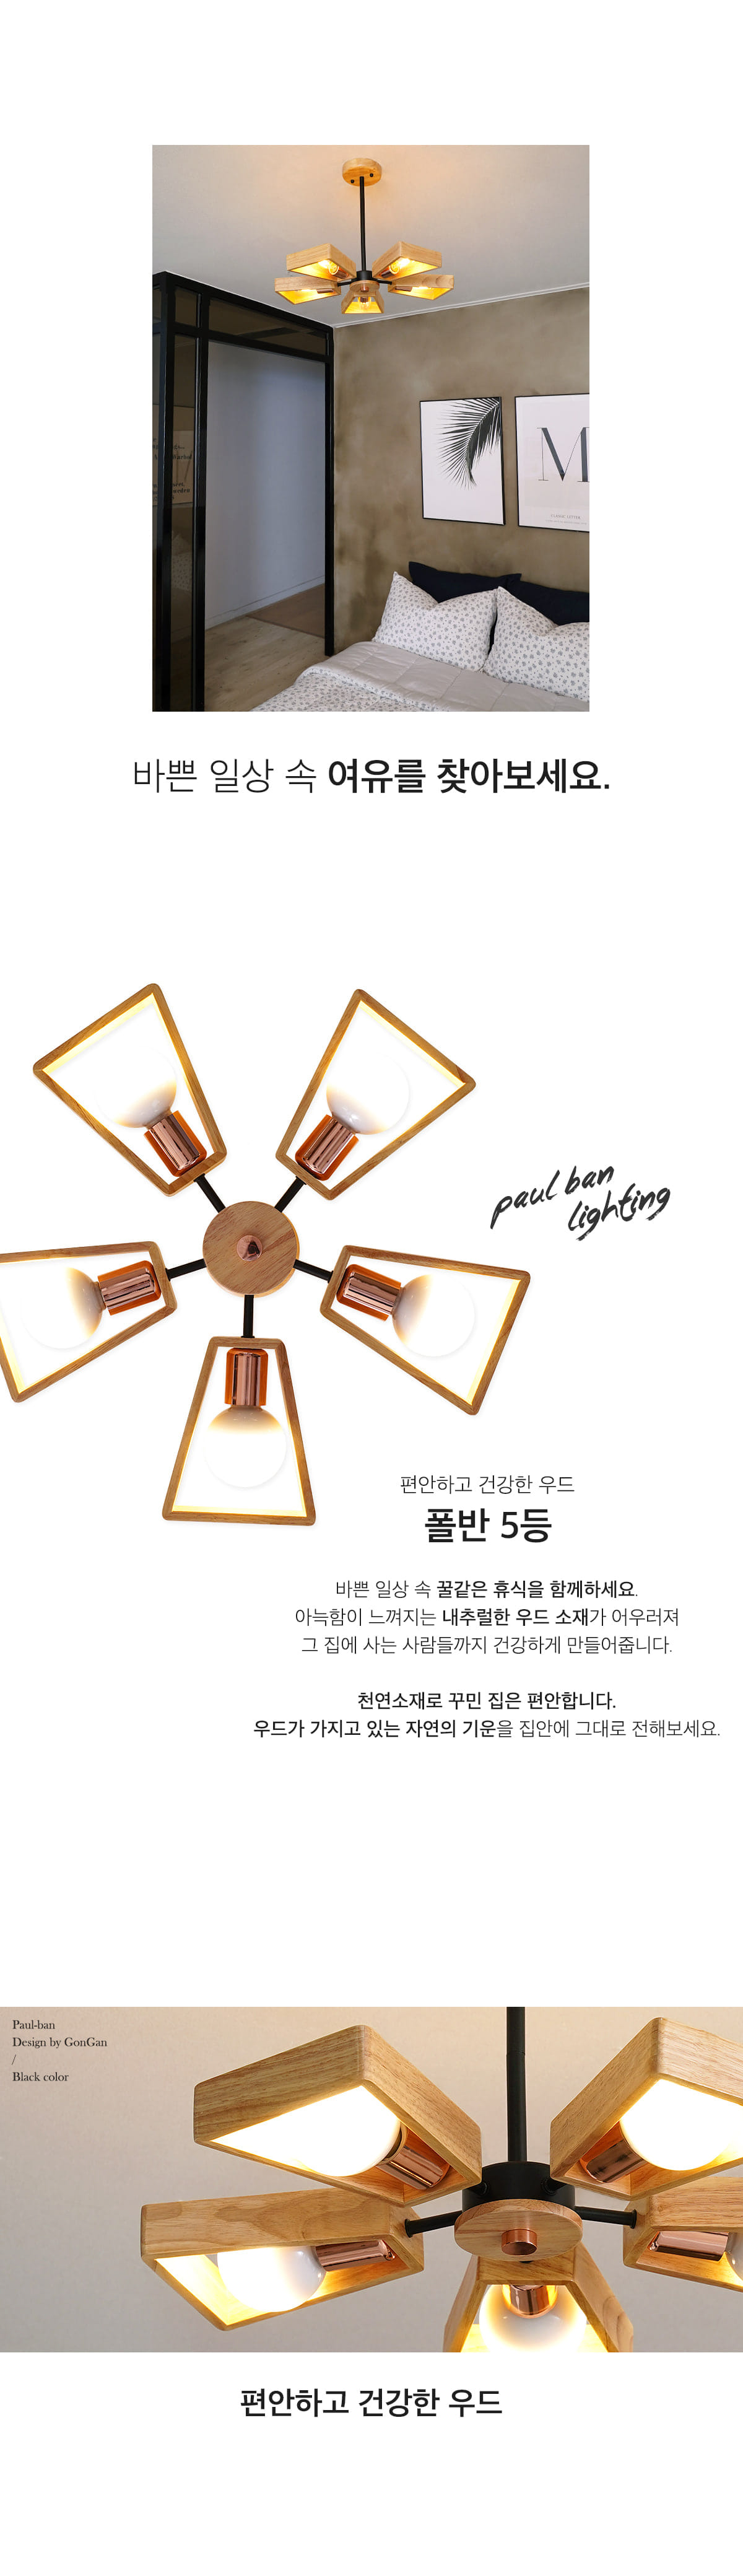 M
바쁜 일상 속 여유를 찾아보세요.
paul ban
lighting
편안하고 건강한 우드
폴반 5등
바쁜 일상 속 꿈같은 휴식을 함께하세요.
아늑함이 느껴지는 내추럴한 우드 소재가 어우러져
그 집에 사는 사람들까지 건강하게 만들어줍니다.
천연소재로 꾸민 집은 편안합니다.
우드가 가지고 있는 자연의 기운을 집안에 그대로 전해보세요.
Paul-ban
Design by GonGan
/
Black color
편안하고 건강한 우드